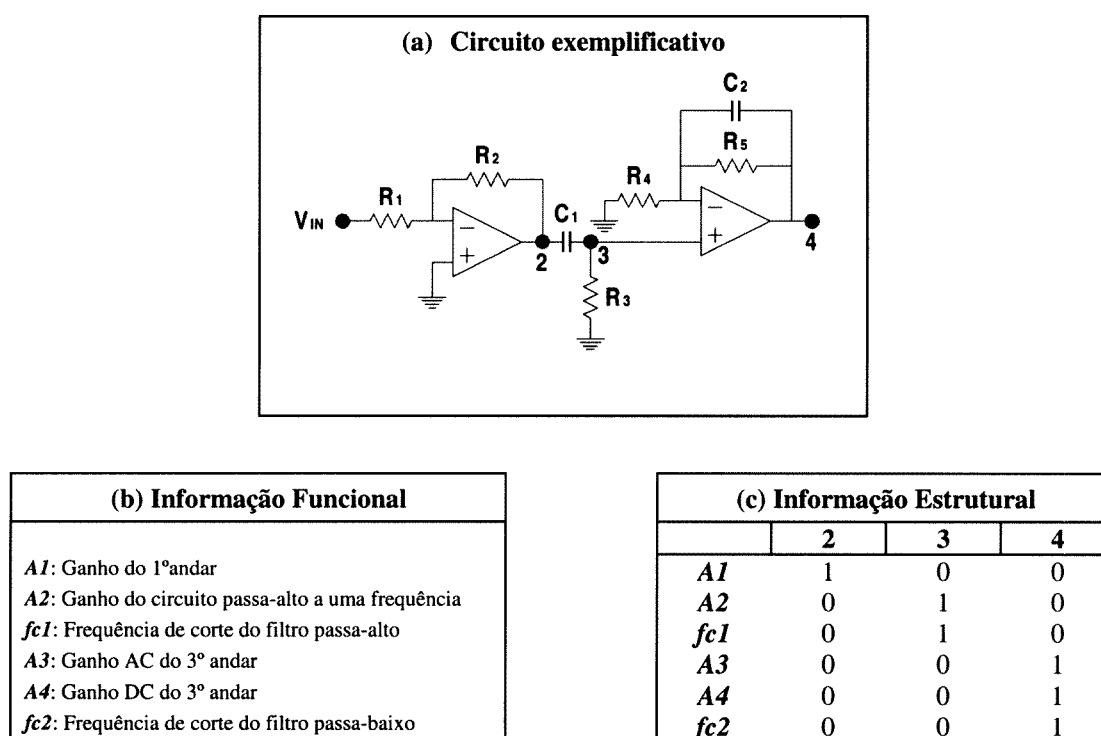 (a) Circuito exemplificativo
C2
R5
R2
R4
R1
C1
VIN
2
3
4
R3
(b) Informação Funcional
A1: Ganho do 1ºandar
A2: Ganho do circuito passa-alto a uma frequência
fc1: Frequência de corte do filtro passa-alto
A3: Ganho AC do 3º andar
A4: Ganho DC do 3º andar
fc2: Frequência de corte do filtro passa-baixo
(c) Informação Estrutural
2 3 4
A1 1 0 0
A2 0 1 0
fc1 0 1 0
A3 0 0 1
A4 0 0 1
fc2 0 0 1